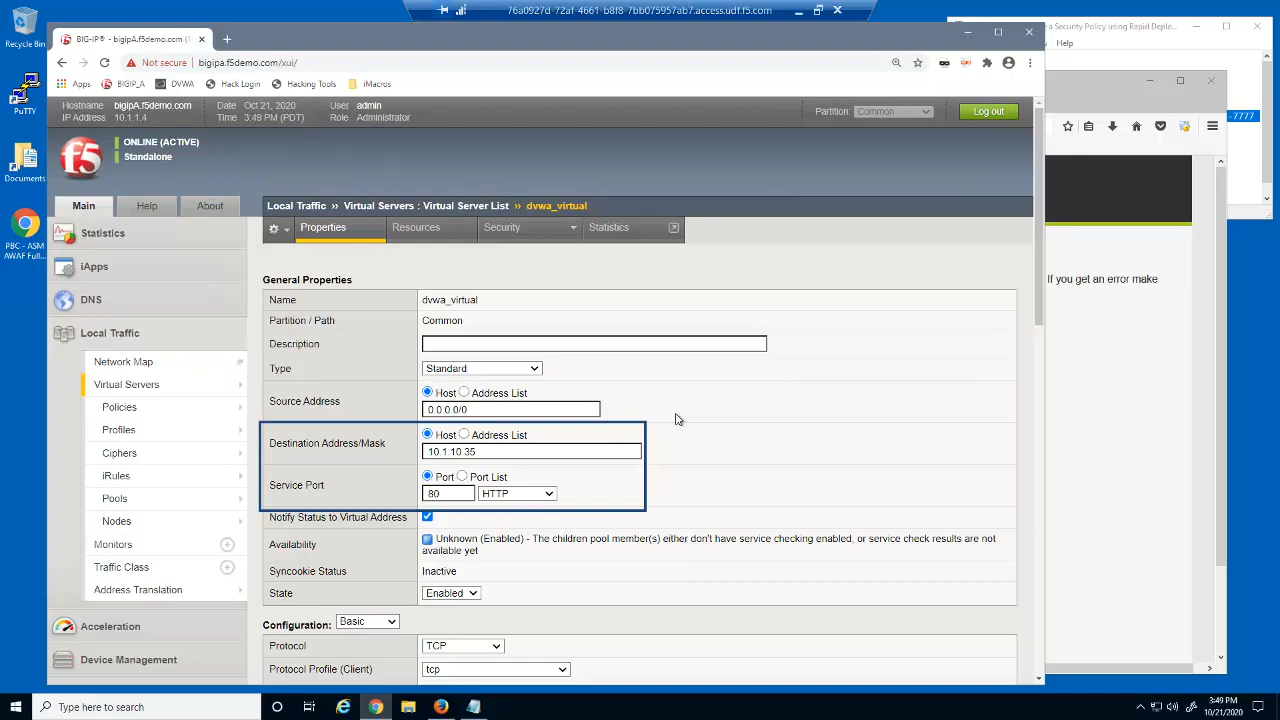 76a0927d-72af-4661-b8f8-7bb075957ab7.access.udf.f5.com
Recycle Bin
PuTTY
Documents
PBC - ASM
AWAF Full...
BIG-IP® - bigipA.f5demo.com (
Not secure
bigipa.f5demo.com/xui/
Apps
BIGIP_A
DVWA
Hack Login
Hacking Tools
iMacros
a Security Policy using Rapid Deplo...
Help
-7777
Hostname bigipA.f5demo.com
IP Address 10.1.1.4
Date Oct 21, 2020
Time 3:49 PM (IDT)
User admin
Role Administrator
Partition: Common
Log out
f5
ONLINE (ACTIVE)
Standalone
Main
Help
About
Local Traffic ›› Virtual Servers : Virtual Server List ›› dvwa_virtual
Statistics
iApps
DNS
Local Traffic
Network Map
Virtual Servers
Policies
Profiles
Ciphers
iRules
Pools
Nodes
Monitors
Traffic Class
Address Translation
Acceleration
Device Management
Properties
Resources
Security
Statistics
General Properties
Name dvwa_virtual
Partition / Path Common
Description
Type Standard
Source Address
Host Address List
0.0.0.0/0
Destination Address/Mask
Host Address List
10.1.10.35
Service Port
Port Port List
80 HTTP
Notify Status to Virtual Address
Availability Unknown (Enabled) - The children pool member(s) either don't have service checking enabled, or service check results are not
available yet
Syncookie Status Inactive
State Enabled
Configuration: Basic
Protocol TCP
Protocol Profile (Client) tcp
If you get an error make
Type here to search
3:49 PM
10/21/2020